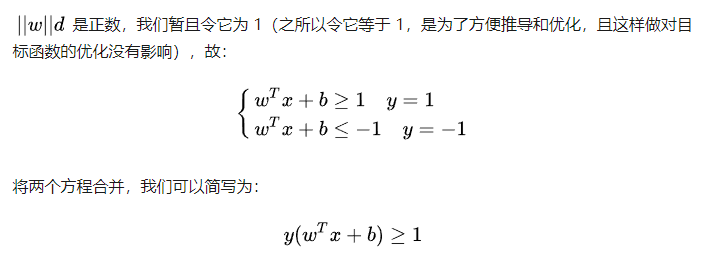 ||w||d 是正数，我们暂且令它为 1（之所以令它等于 1，是为了方便推导和优化，且这样做对目
标函数的优化没有影响），故：
w^T x + b ≥ 1 y = 1
w^T x + b ≤ −1 y = −1
将两个方程合并，我们可以简写为：
y(w^T x + b) ≥ 1